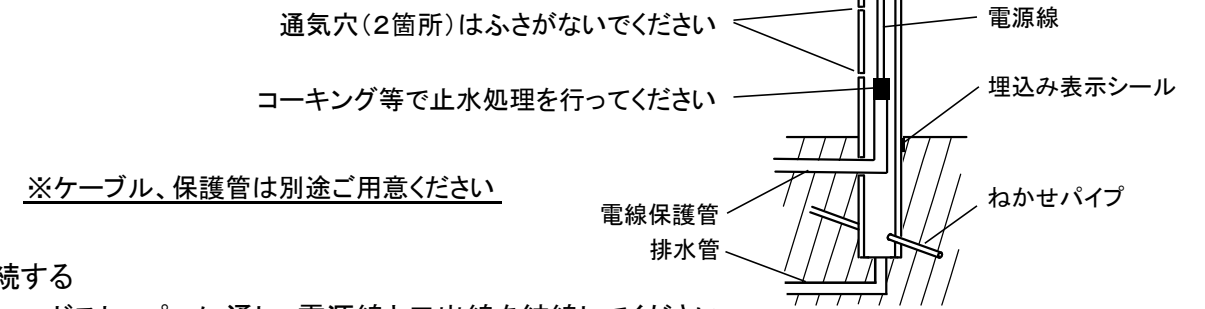 通気穴(2箇所)はふさがないでください
電源線
コーキング等で止水処理を行ってください
埋込み表示シール
※ケーブル、保護管は別途ご用意ください
ねかせパイプ
電線保護管
排水管
続する